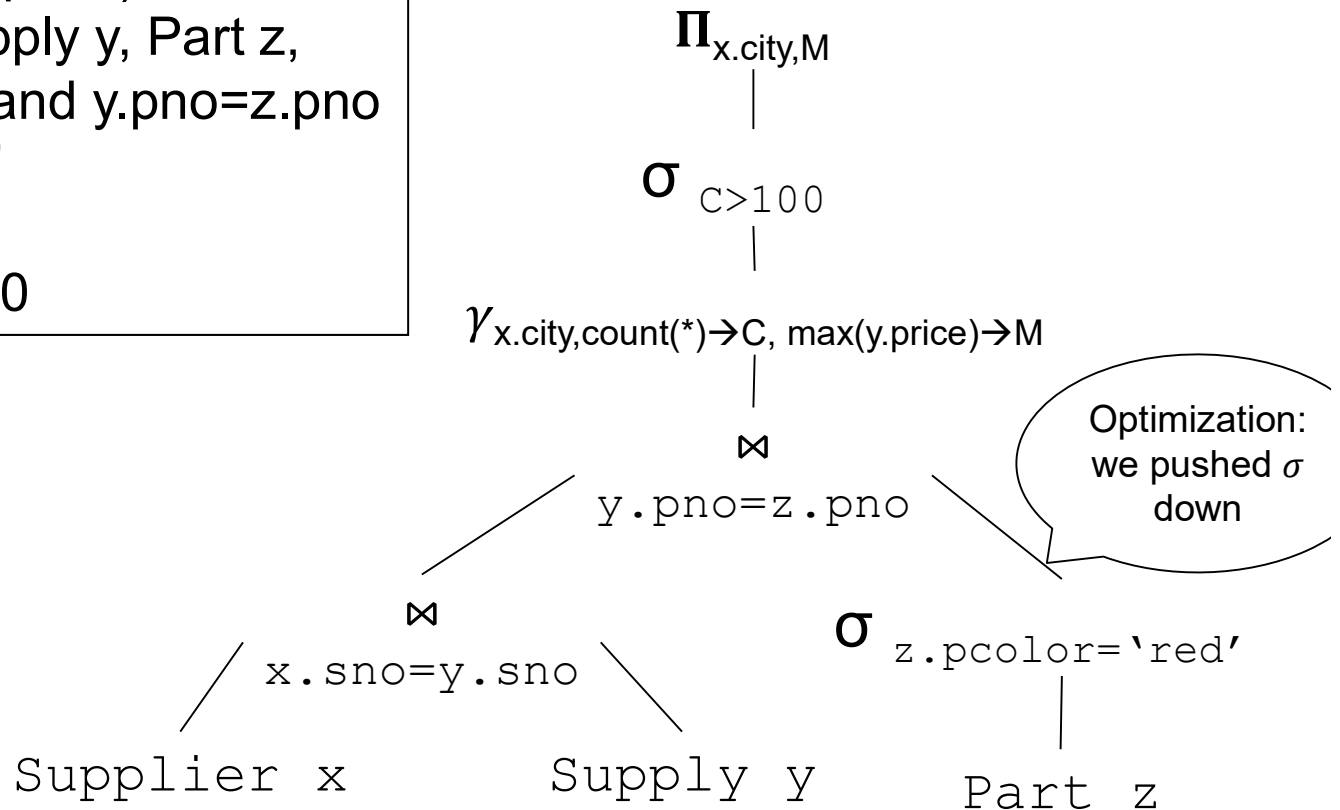 ply y, Part z,
and y.pno=z.pno
0
Π x.city,M
σ C>100
γ x.city,count(*)→C, max(y.price)→M
⋈
y.pno=z.pno
Optimization:
we pushed σ
down
⋈
x.sno=y.sno
σ z.pcolor=‘red’
Supplier x
Supply y
Part z